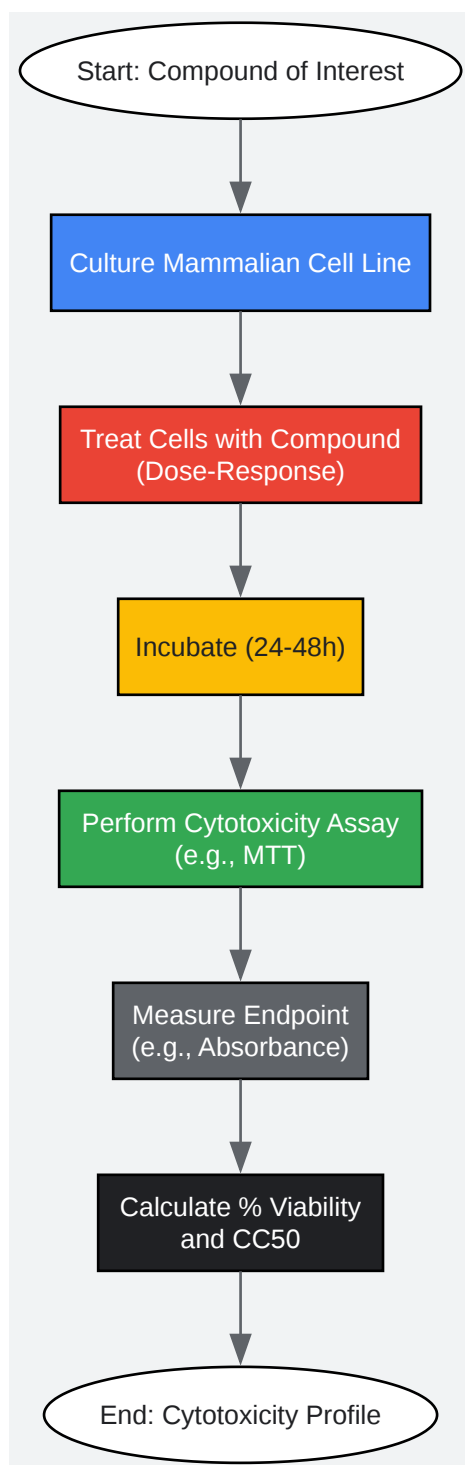 Start: Compound of Interest
Culture Mammalian Cell Line
Treat Cells with Compound
(Dose-Response)
Incubate (24-48h)
Perform Cytotoxicity Assay
(e.g., MTT)
Measure Endpoint
(e.g., Absorbance)
Calculate % Viability
and CC50
End: Cytotoxicity Profile